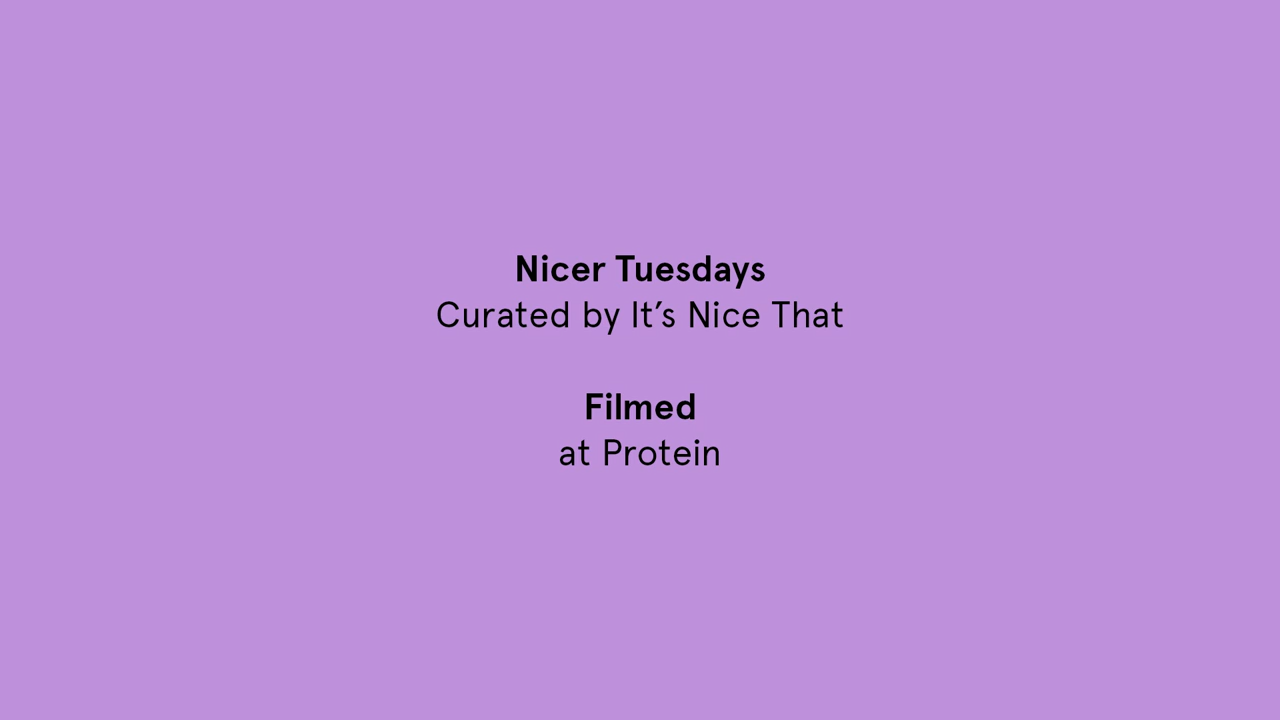 Nicer Tuesdays
Curated by It’s Nice That
Filmed
at Protein